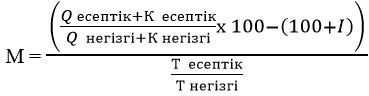 M = ((Q есептік+К есептік / Q негізгі+К негізгі) х 100−(100+I)) / (Т есептік / Т негізгі)